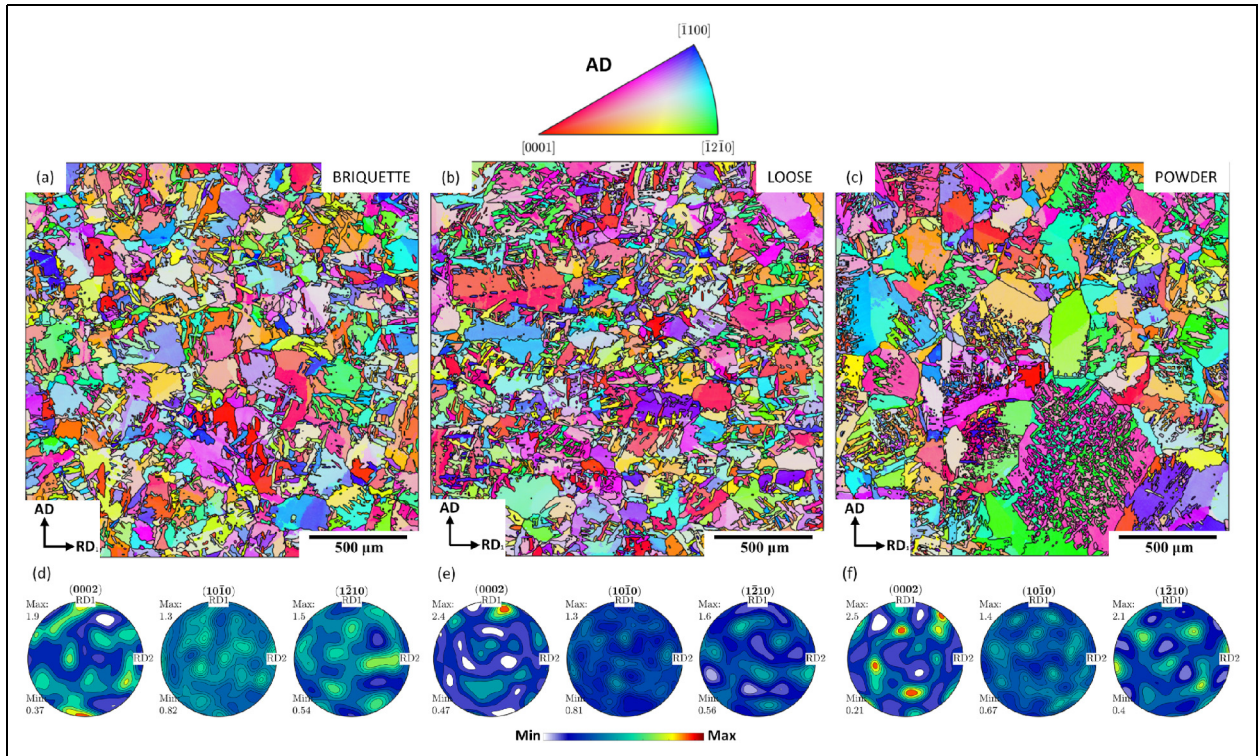 [1̄100]
AD
[0001]
[1̄21̄0]
(a)
BRIQUETTE
(b)
LOOSE
(c)
POWDER
AD
RD₁
500 µm
AD
RD₁
500 µm
AD
RD₁
500 µm
(d)
(0002)
(101̄0)
(12̄10)
Max:
1.9
RD1
RD2
Min:
0.37
Max:
1.3
RD1
RD2
Min:
0.82
Max:
1.5
RD1
RD2
Min:
0.54
(e)
(0002)
(101̄0)
(12̄10)
Max:
2.4
RD1
RD2
Min:
0.47
Max:
1.3
RD1
RD2
Min:
0.81
Max:
1.6
RD1
RD2
Min:
0.56
(f)
(0002)
(101̄0)
(12̄10)
Max:
2.5
RD1
RD2
Min:
0.21
Max:
1.4
RD1
RD2
Min:
0.67
Max:
2.1
RD1
RD2
Min:
0.4
Min
Max